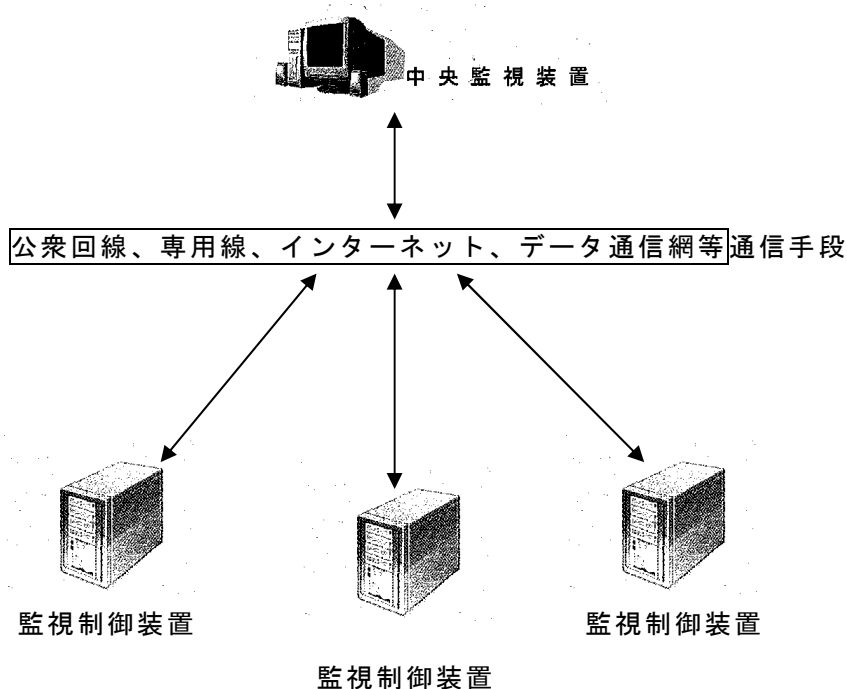 中央監視装置
公衆回線、専用線、インターネット、データ通信網等通信手段
監視制御装置
監視制御装置
監視制御装置